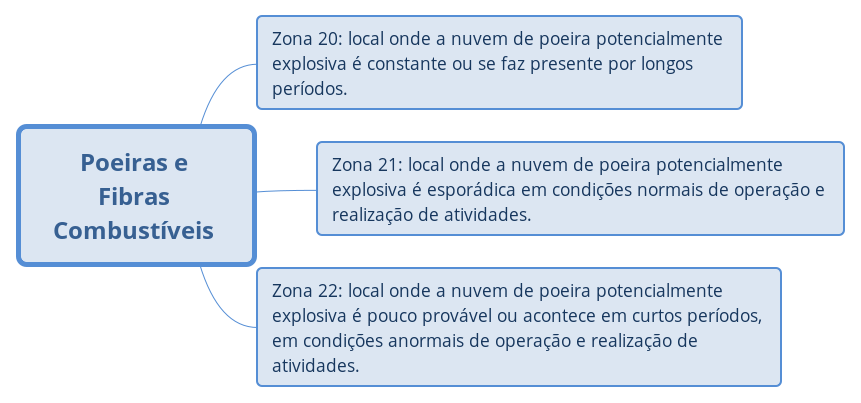 Zona 20: local onde a nuvem de poeira potencialmente
explosiva é constante ou se faz presente por longos
períodos.
Poeiras e
Fibras
Combustíveis
Zona 21: local onde a nuvem de poeira potencialmente
explosiva é esporádica em condições normais de operação e
realização de atividades.
Zona 22: local onde a nuvem de poeira potencialmente
explosiva é pouco provável ou acontece em curtos períodos,
em condições anormais de operação e realização de
atividades.